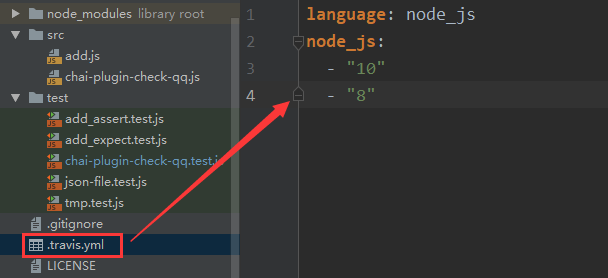 node_modules library root
src
add.js
chai-plugin-check-qq.js
test
add_assert.test.js
add_expect.test.js
chai-plugin-check-qq.test.js
json-file.test.js
tmp.test.js
.gitignore
.travis.yml
LICENSE
1 language: node_js
2 node_js:
3   - "10"
4   - "8"